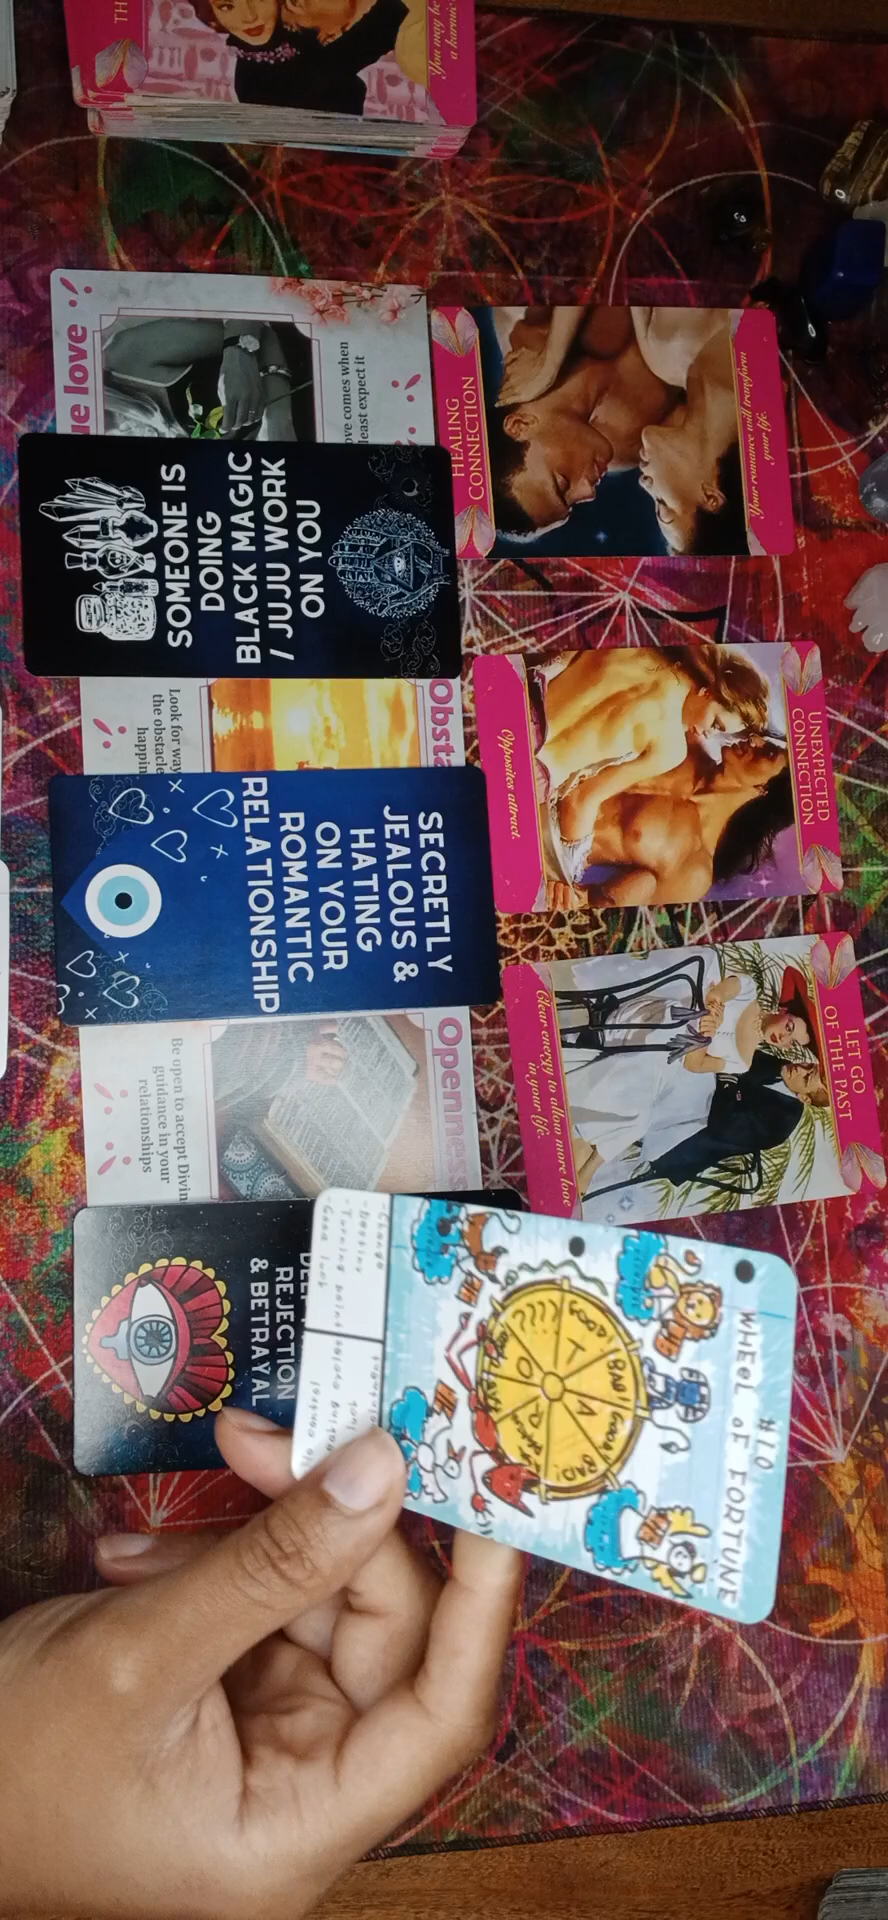 TH
You may be
a karmic
ue love
ove comes when
least expect it
HEALING
CONNECTION
Your romance will transform
your life.
SOMEONE IS
DOING
BLACK MAGIC
/ JUJU WORK
ON YOU
Obsta
Look for way
the obstacle
happin
UNEXPECTED
CONNECTION
Opposites attract.
SECRETLY
JEALOUS &
HATING
ON YOUR
ROMANTIC
RELATIONSHIP
Openness
Be open to accept Divin
guidance in your
relationships
LET GO
OF THE PAST
Clear energy to allow more love
in your life.
REJECTION
& BETRAYAL
#10
WHEEL OF FORTUNE
T
A
R
O
GOOD
BAD!
GOOD
BAD!
-Change
-Destiny
-Turning point
-Good luck